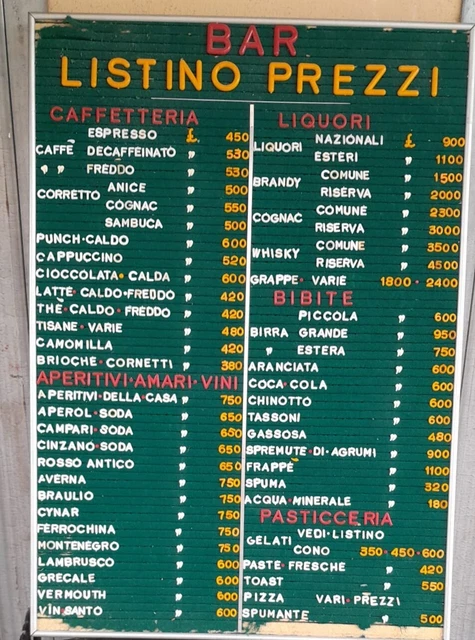 BAR
LISTINO PREZZI
CAFFETTERIA
ESPRESSO £. 450
CAFFÈ DECAFFEINATO " 530
" " FREDDO " 530
CORRETTO ANICE " 500
COGNAC " 550
SAMBUCA " 500
PUNCH·CALDO " 600
CAPPUCCINO " 520
CIOCCOLATA·CALDA " 600
LATTE·CALDO·FREDDO " 420
THE·CALDO·FREDDO " 420
TISANE·VARIE " 480
CAMOMILLA " 420
BRIOCHE·CORNETTI " 380
APERITIVI·AMARI·VINI
APERITIVI·DELLA·CASA " 750
APEROL·SODA " 650
CAMPARI·SODA " 650
CINZANO·SODA " 650
ROSSO ANTICO " 650
AVERNA " 750
BRAULIO " 750
CYNAR " 750
FERROCHINA " 750
MONTENEGRO " 750
LAMBRUSCO " 600
GRECALE " 600
VERMOUTH " 600
VIN SANTO " 600
LIQUORI
LIQUORI NAZIONALI £ 900
ESTERI " 1100
BRANDY COMUNE " 1500
RISERVA " 2000
COGNAC COMUNE " 2300
RISERVA " 3000
WHISKY COMUNE " 3500
RISERVA " 4500
GRAPPE·VARIE 1800·2400
BIBITE
PICCOLA " 600
BIRRA GRANDE " 950
" ESTERA " 750
ARANCIATA " 600
COCA·COLA " 600
CHINOTTO " 600
TASSONI " 600
GASSOSA " 480
SPREMUTE·DI·AGRUMI " 900
FRAPPÈ " 1100
SPUMA " 320
ACQUA·MINERALE " 180
PASTICCERIA
GELATI VEDI·LISTINO
CONO 350·450·600
PASTE·FRESCHE " 420
TOAST " 550
PIZZA VARI·PREZZI
SPUMANTE " 500